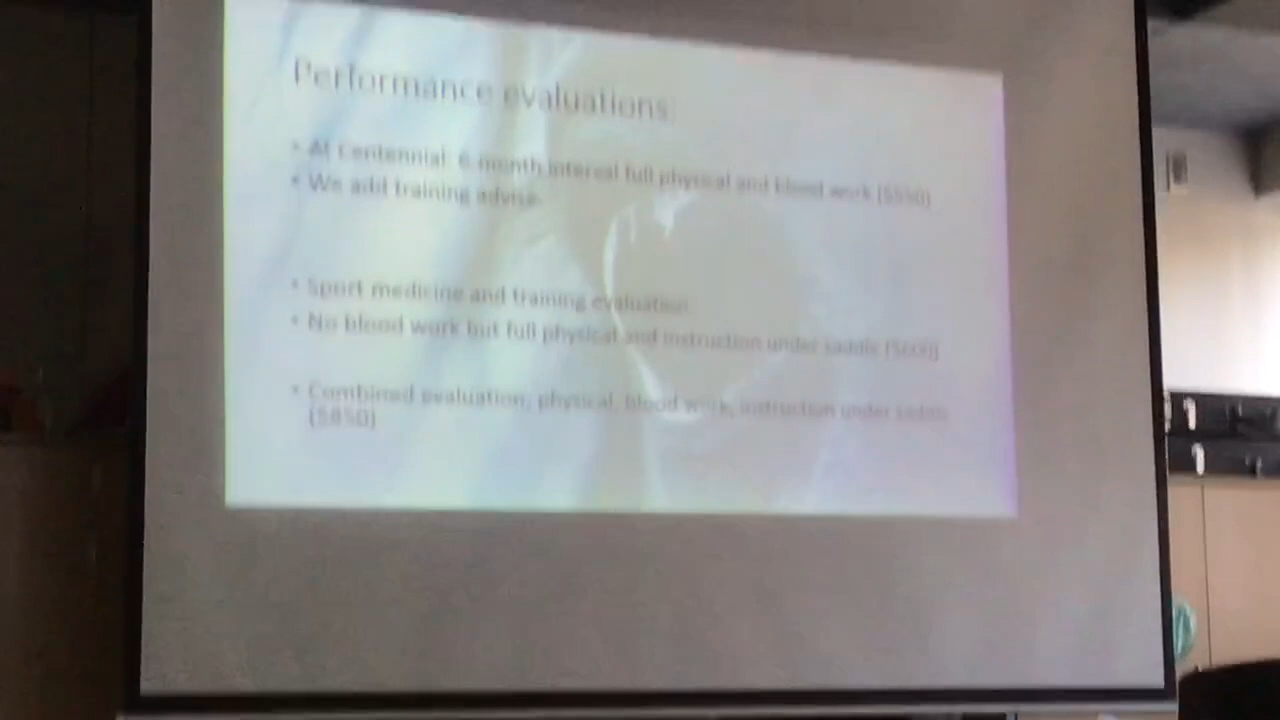 Performance evaluations:
• At Centennial: 6 month interval full physical and blood work ($550)
• We add training advise.
• Sport medicine and training evaluation
• No blood work but full physical and instruction under saddle
• Combined evaluation, physical, blood work, instruction under saddle
($850)